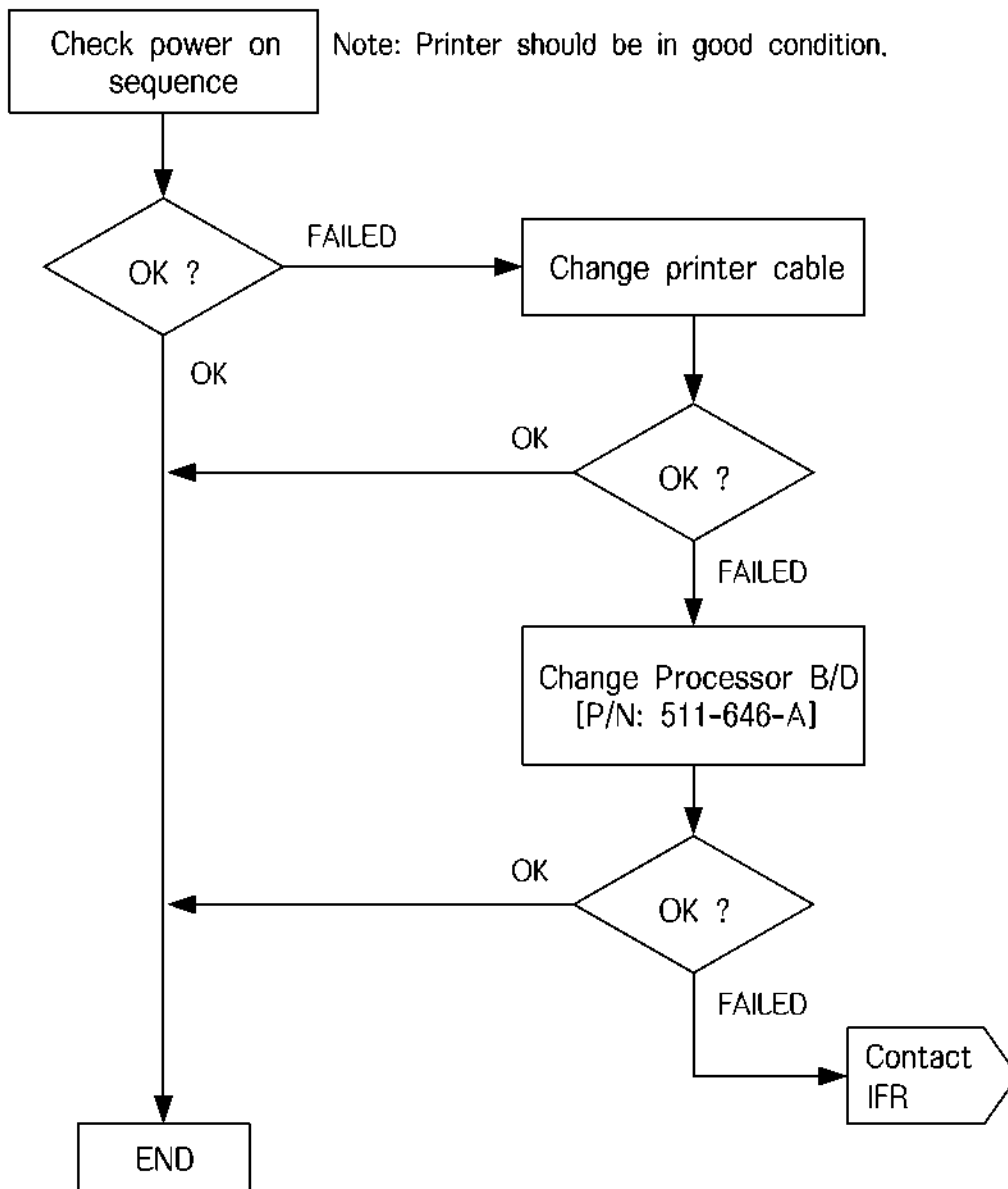 Check power on
sequence
Note: Printer should be in good condition.
OK ?
FAILED
Change printer cable
OK
OK
OK ?
FAILED
Change Processor B/D
[P/N: 511-646-A]
OK
OK ?
FAILED
Contact
IFR
END